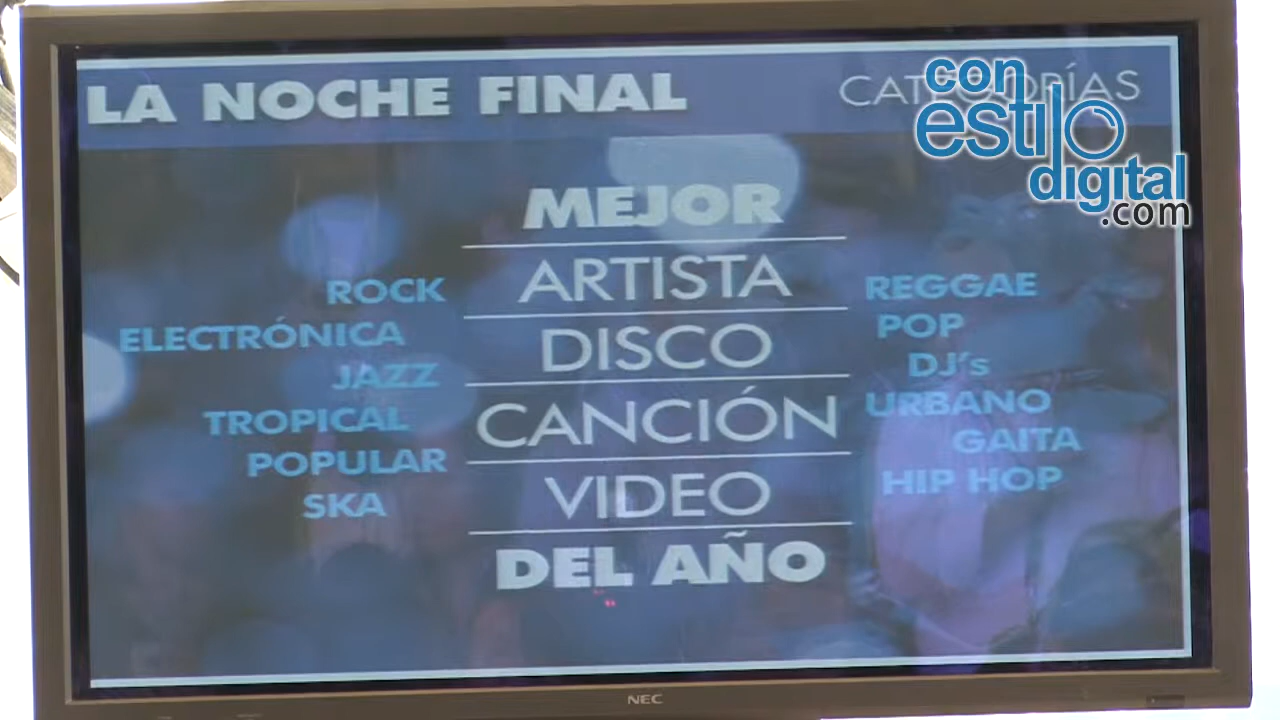 LA NOCHE FINAL
CATEGORÍAS
con
estilo
digital
.com
MEJOR
ARTISTA
DISCO
CANCIÓN
VIDEO
DEL AÑO
ROCK
ELECTRÓNICA
JAZZ
TROPICAL
POPULAR
SKA
REGGAE
POP
DJ's
URBANO
GAITA
HIP HOP
NEC